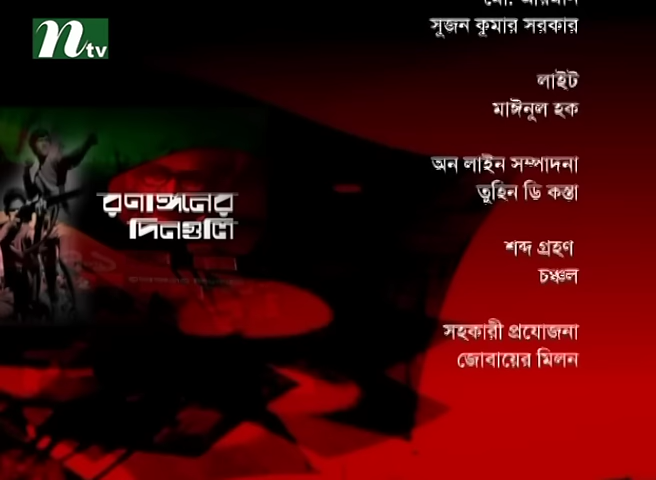 ntv
সুজন কুমার সরকার
লাইট
মাঈনুল হক
অন লাইন সম্পাদনা
তুহিন ডি কস্তা
শব্দ গ্রহণ
চঞ্চল
সহকারী প্রযোজনা
জোবায়ের মিলন
রণাঙ্গনের
দিনগুলি